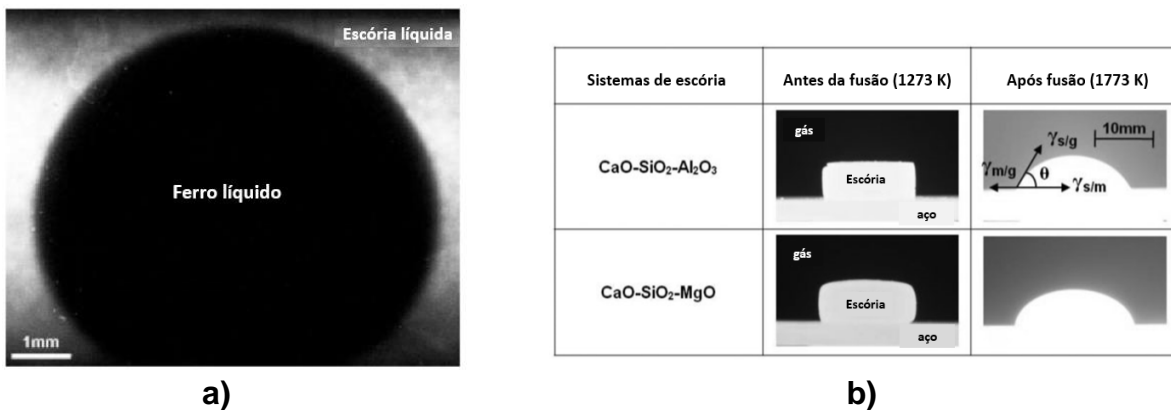 Escória líquida
Ferro líquido
1mm
a)
Sistemas de escória
Antes da fusão (1273 K)
Após fusão (1773 K)
CaO-SiO₂-Al₂O₃
gás
Escória
aço
10mm
γs/g
γm/g
θ
γs/m
CaO-SiO₂-MgO
gás
Escória
aço
b)